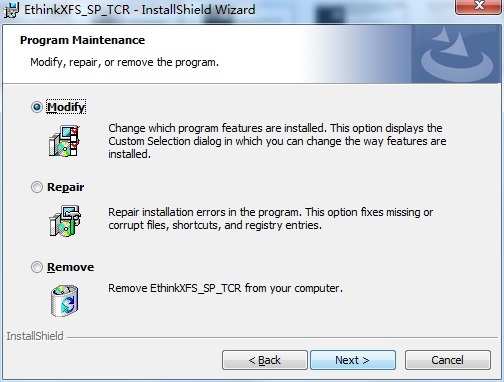 EthinkXFS_SP_TCR - InstallShield Wizard
Program Maintenance
Modify, repair, or remove the program.
Modify
Change which program features are installed. This option displays the
Custom Selection dialog in which you can change the way features are
installed.
Repair
Repair installation errors in the program. This option fixes missing or
corrupt files, shortcuts, and registry entries.
Remove
Remove EthinkXFS_SP_TCR from your computer.
InstallShield
< Back
Next >
Cancel